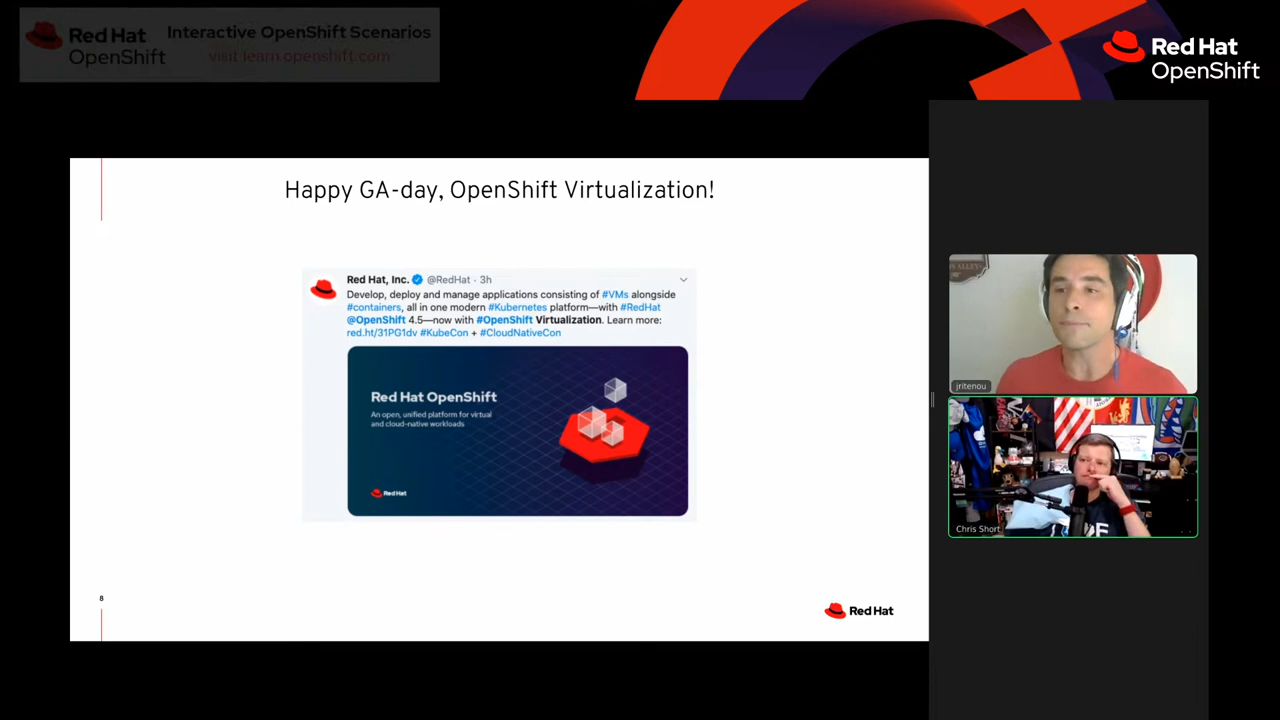 Red Hat
OpenShift
Interactive OpenShift Scenarios
visit learn.openshift.com
Red Hat
OpenShift
Happy GA-day, OpenShift Virtualization!
Red Hat, Inc. @RedHat · 3h
Develop, deploy and manage applications consisting of #VMs alongside
#containers, all in one modern #Kubernetes platform—with #RedHat
@OpenShift 4.5—now with #OpenShift Virtualization. Learn more:
red.ht/31PG1dv #KubeCon + #CloudNativeCon
Red Hat OpenShift
An open, unified platform for virtual
and cloud-native workloads
Red Hat
8
Red Hat
jritenou
Chris Short